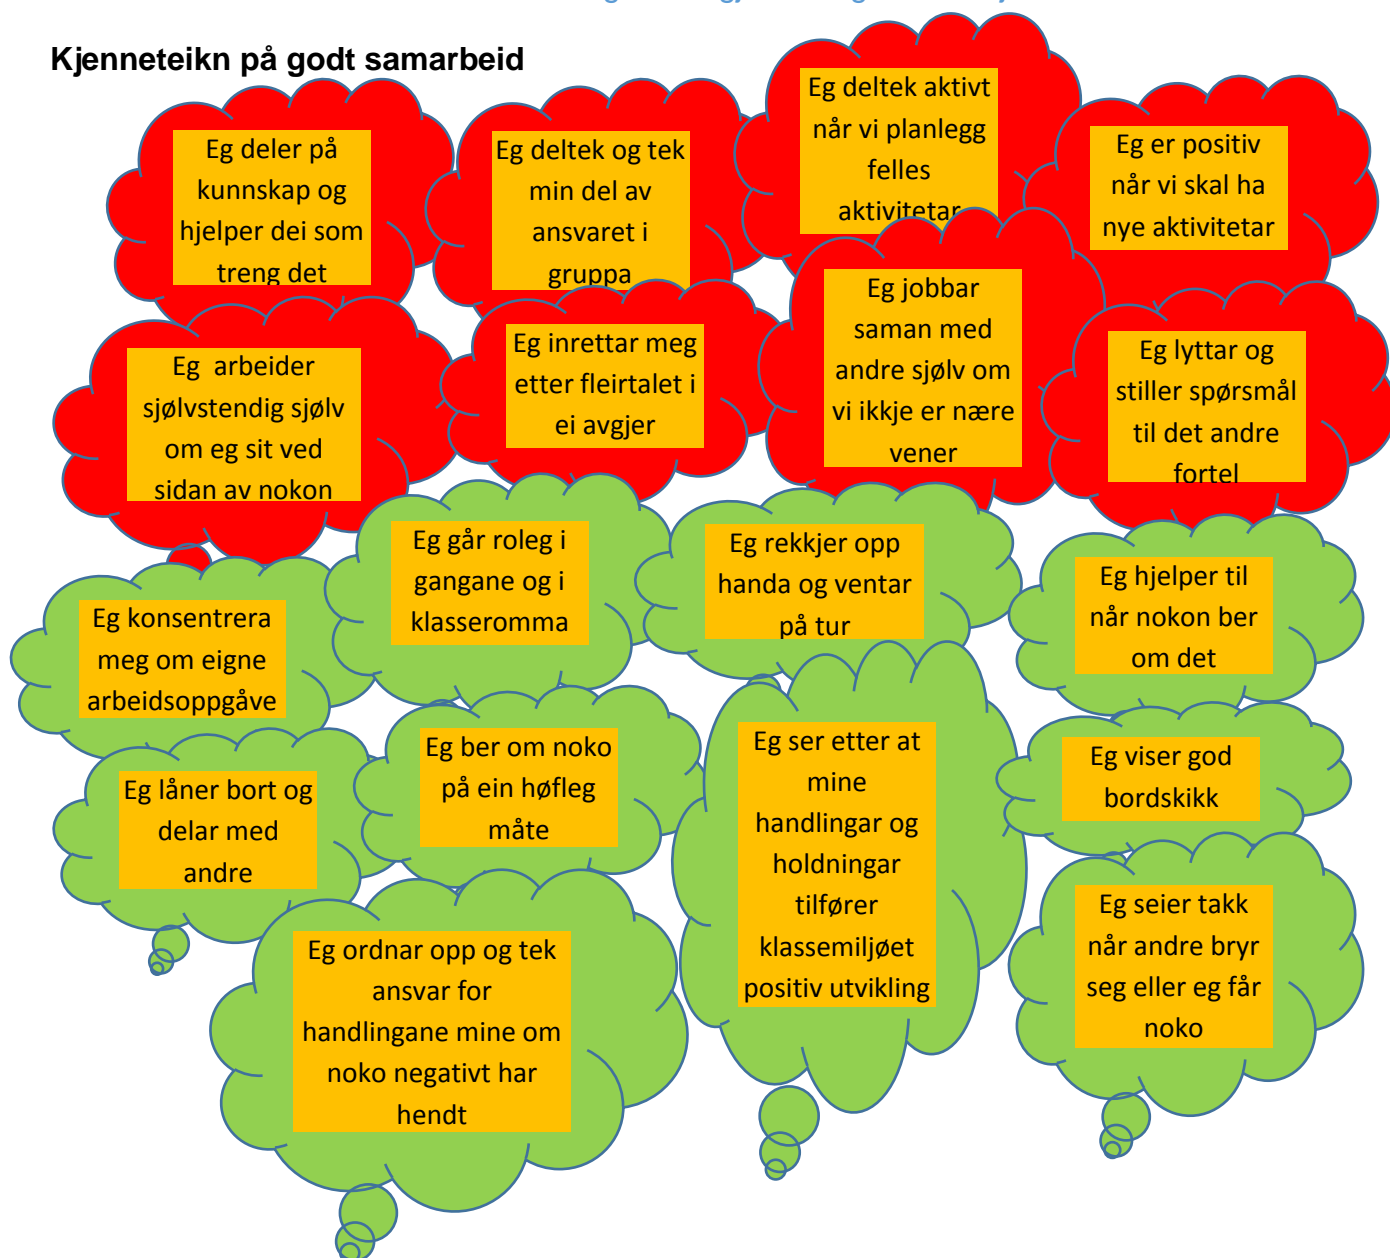 Kjenneteikn på godt samarbeid
Eg deler på
kunnskap og
hjelper dei som
treng det
Eg deltek og tek
min del av
ansvaret i
gruppa
Eg deltek aktivt
når vi planlegg
felles
aktivitetar
Eg er positiv
når vi skal ha
nye aktivitetar
Eg  arbeider
sjølvstendig sjølv
om eg sit ved
sidan av nokon
Eg inrettar meg
etter fleirtalet i
ei avgjer
Eg jobbar
saman med
andre sjølv om
vi ikkje er nære
vener
Eg lyttar og
stiller spørsmål
til det andre
fortel
Eg konsentrera
meg om eigne
arbeidsoppgåve
Eg går roleg i
gangane og i
klasseromma
Eg rekkjer opp
handa og ventar
på tur
Eg hjelper til
når nokon ber
om det
Eg låner bort og
delar med
andre
Eg ber om noko
på ein høfleg
måte
Eg ser etter at
mine
handlingar og
holdningar
tilfører
klassemiljøet
positiv utvikling
Eg viser god
bordskikk
Eg ordnar opp og tek
ansvar for
handlingane mine om
noko negativt har
hendt
Eg seier takk
når andre bryr
seg eller eg får
noko